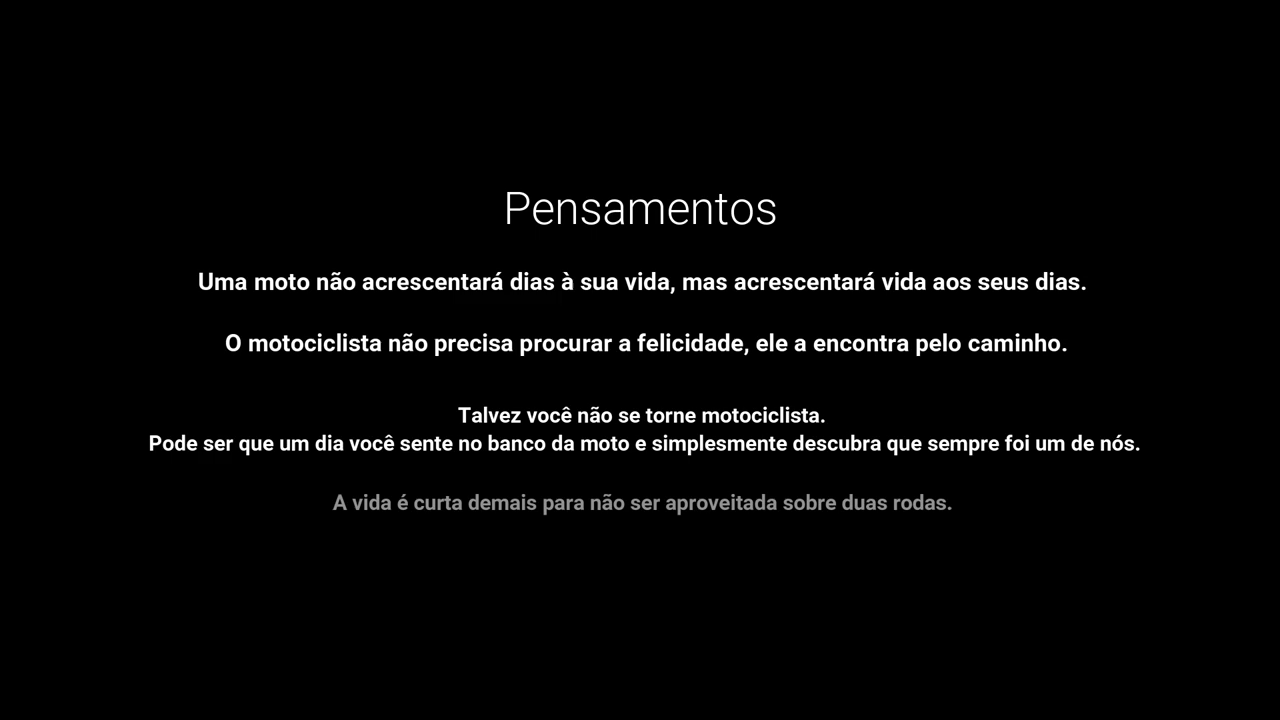 Pensamentos
Uma moto não acrescentará dias à sua vida, mas acrescentará vida aos seus dias.
O motociclista não precisa procurar a felicidade, ele a encontra pelo caminho.
Talvez você não se torne motociclista.
Pode ser que um dia você sente no banco da moto e simplesmente descubra que sempre foi um de nós.
A vida é curta demais para não ser aproveitada sobre duas rodas.